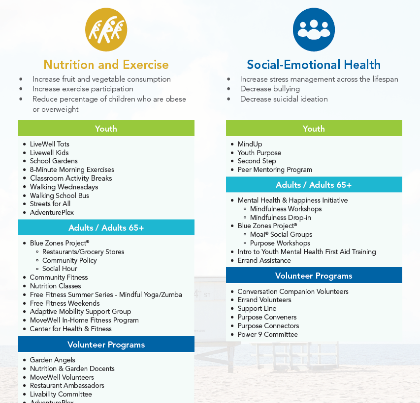 Nutrition and Exercise
• Increase fruit and vegetable consumption
• Increase exercise participation
• Reduce percentage of children who are obese
or overweight
Youth
• LiveWell Tots
• Livewell Kids
• School Gardens
• 8-Minute Morning Exercises
• Classroom Activity Breaks
• Walking Wednesdays
• Walking School Bus
• Streets for All
• AdventurePlex
Adults / Adults 65+
• Blue Zones Project®
◦ Restaurants/Grocery Stores
◦ Community Policy
◦ Social Hour
• Community Fitness
• Nutrition Classes
• Free Fitness Summer Series - Mindful Yoga/Zumba
• Free Fitness Weekends
• Adaptive Mobility Support Group
• MoveWell In-Home Fitness Program
• Center for Health & Fitness
Volunteer Programs
• Garden Angels
• Nutrition & Garden Docents
• MoveWell Volunteers
• Restaurant Ambassadors
• Livability Committee
• AdventurePlex
Social-Emotional Health
• Increase stress management across the lifespan
• Decrease bullying
• Decrease suicidal ideation
Youth
• MindUp
• Youth Purpose
• Second Step
• Peer Mentoring Program
Adults / Adults 65+
• Mental Health & Happiness Initiative
◦ Mindfulness Workshops
◦ Mindfulness Drop-in
• Blue Zones Project®
◦ Moai® Social Groups
◦ Purpose Workshops
• Intro to Youth Mental Health First Aid Training
• Errand Assistance
Volunteer Programs
• Conversation Companion Volunteers
• Errand Volunteers
• Support Line
• Purpose Conveners
• Purpose Connectors
• Power 9 Committee